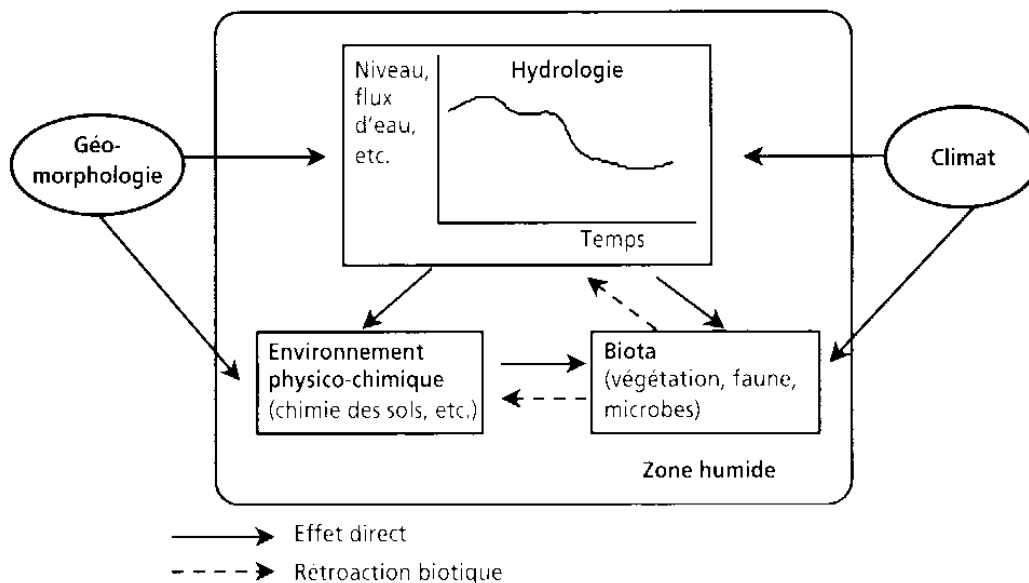 Niveau,
flux
d'eau,
etc.
Hydrologie
Temps
Géo-
morphologie
Climat
Environnement
physico-chimique
(chimie des sols, etc.)
Biota
(végétation, faune,
microbes)
Zone humide
Effet direct
Rétroaction biotique